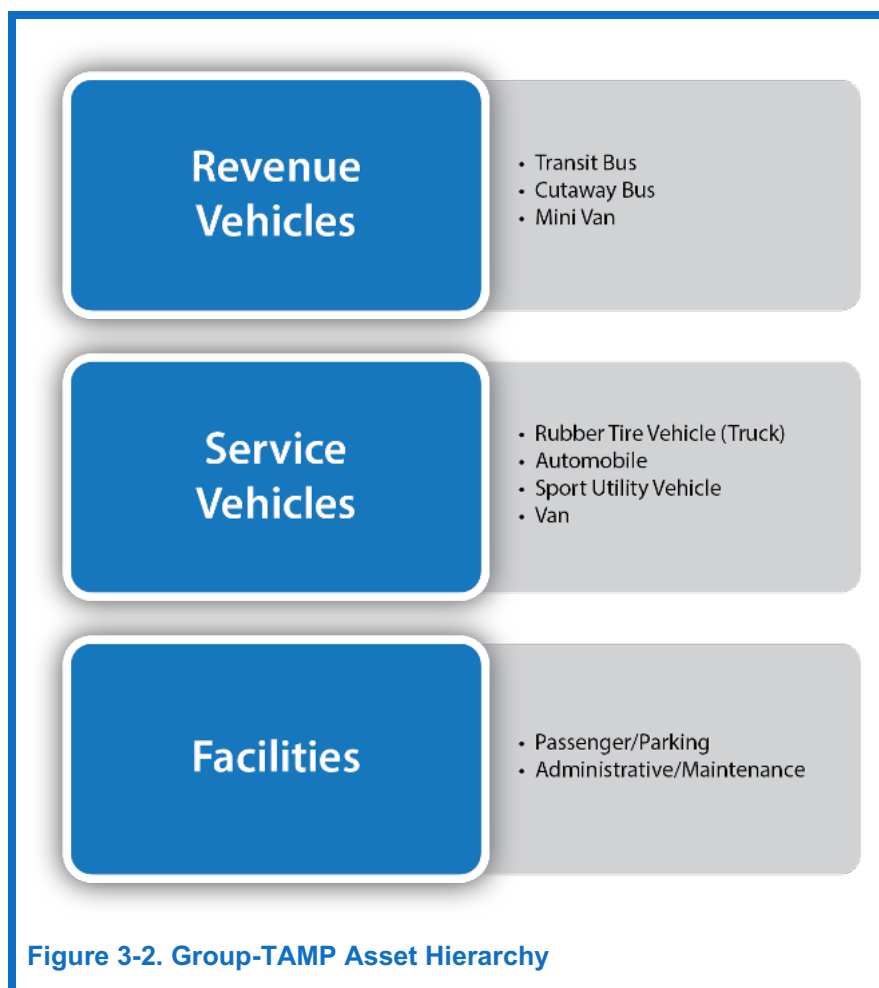 Revenue
Vehicles
• Transit Bus
• Cutaway Bus
• Mini Van
Service
Vehicles
• Rubber Tire Vehicle (Truck)
• Automobile
• Sport Utility Vehicle
• Van
Facilities
• Passenger/Parking
• Administrative/Maintenance
Figure 3-2. Group-TAMP Asset Hierarchy